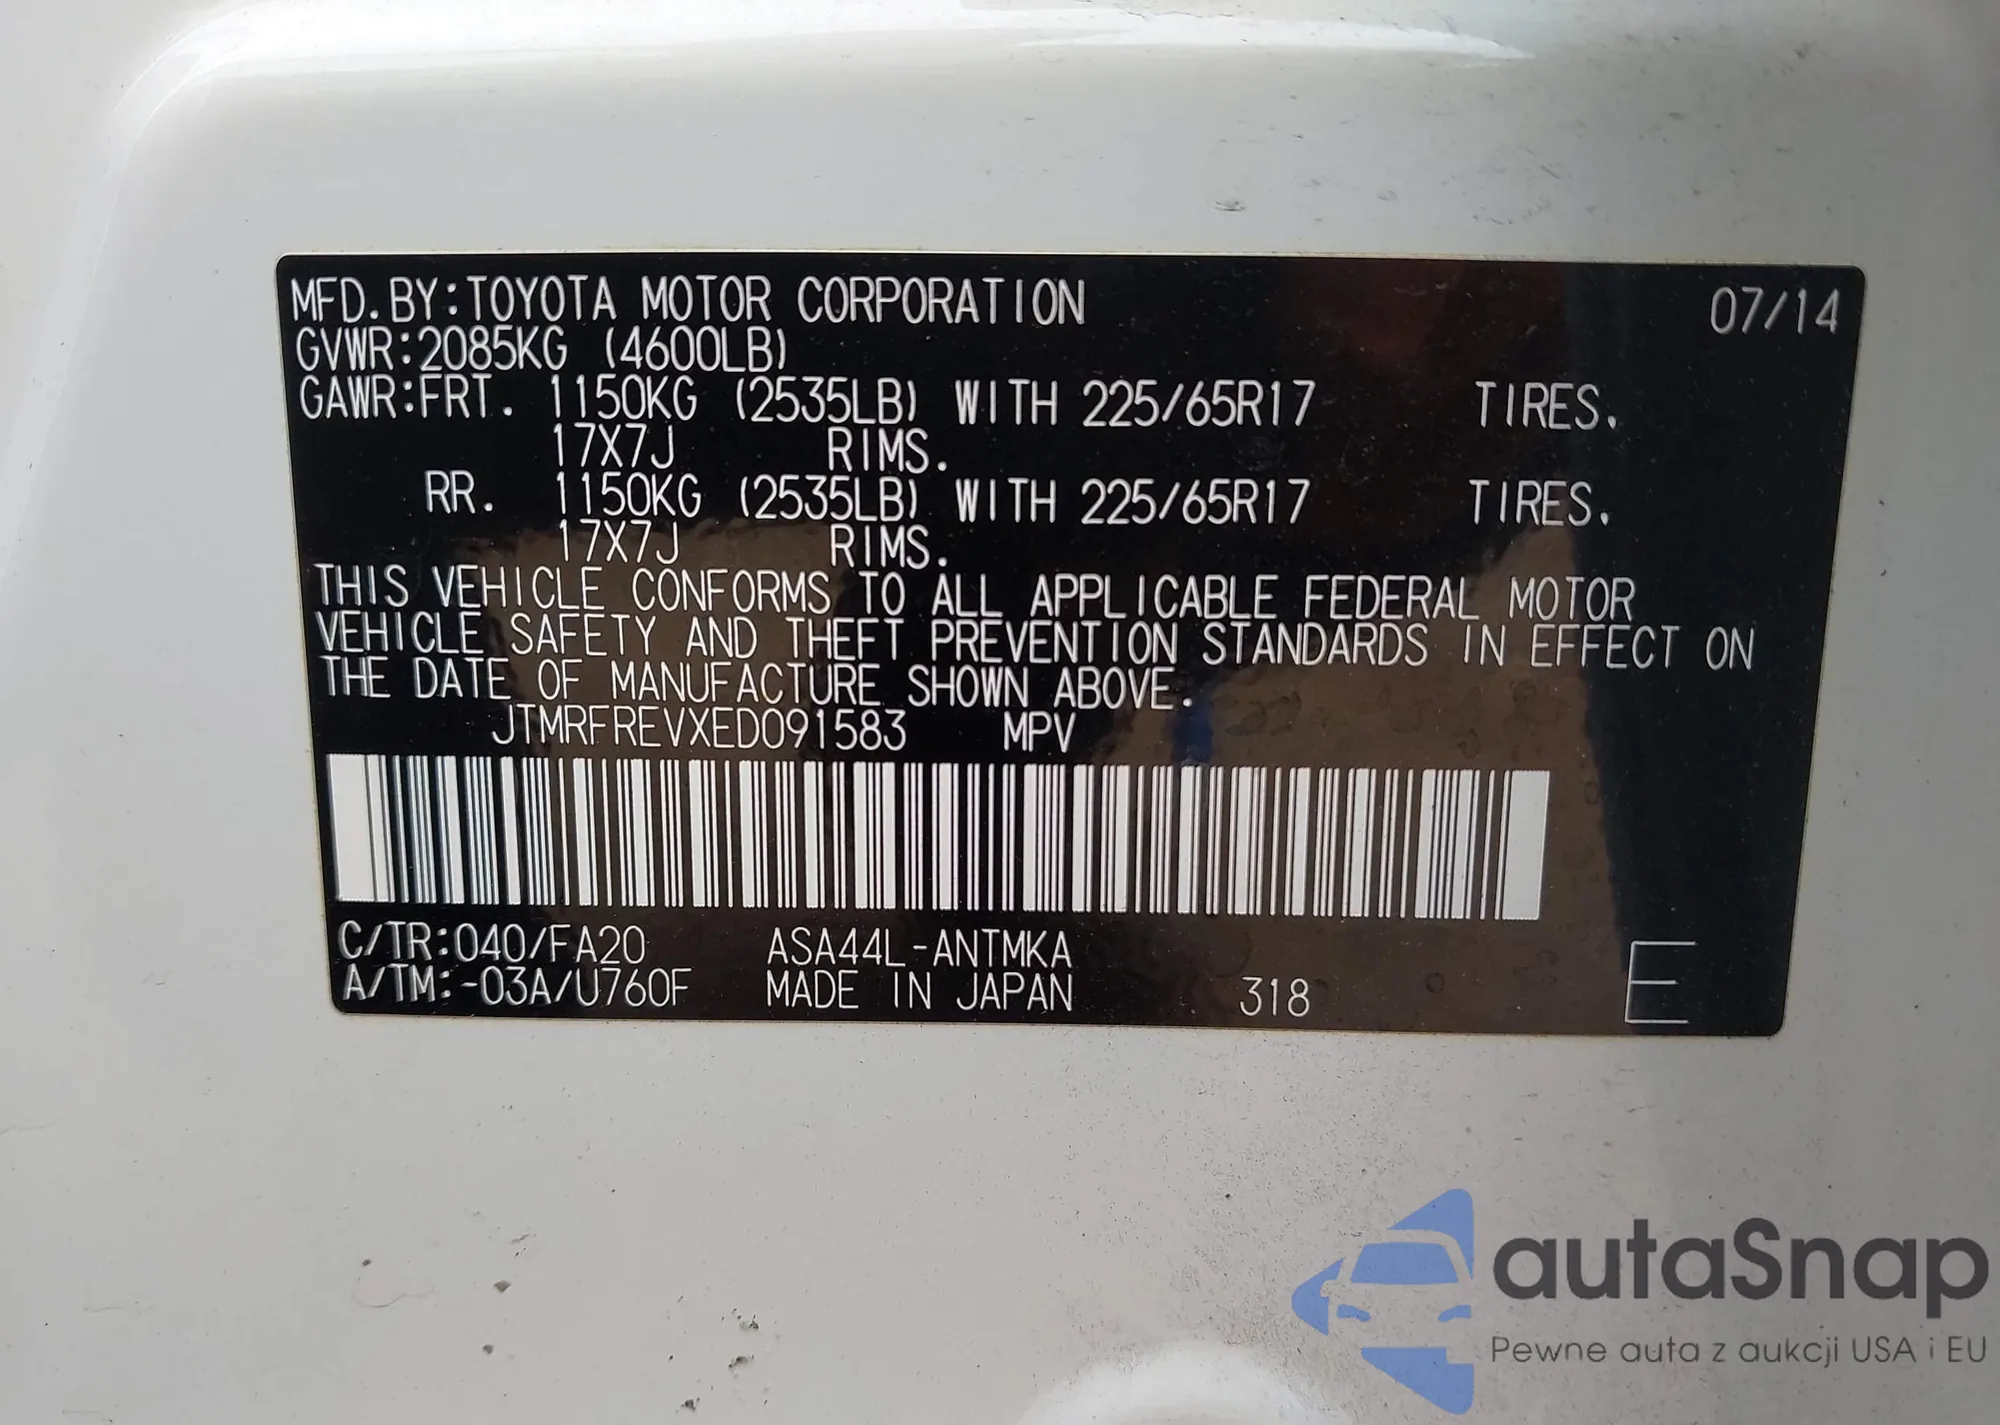 MFD.BY:TOYOTA MOTOR CORPORATION 07/14
GVWR:2085KG (4600LB)
GAWR:FRT. 1150KG (2535LB) WITH 225/65R17 TIRES.
17X7J RIMS.
RR. 1150KG (2535LB) WITH 225/65R17 TIRES.
17X7J RIMS.
THIS VEHICLE CONFORMS TO ALL APPLICABLE FEDERAL MOTOR
VEHICLE SAFETY AND THEFT PREVENTION STANDARDS IN EFFECT ON
THE DATE OF MANUFACTURE SHOWN ABOVE.
JTMRFREVXED091583 MPV
C/TR:040/FA20 ASA44L-ANTMKA
A/TM:-03A/U760F MADE IN JAPAN 318 E
autaSnap
Pewne auta z aukcji USA i EU